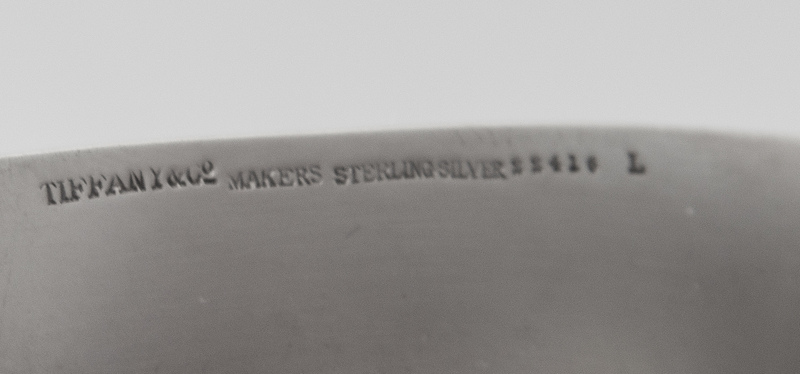 TIFFANY & Co MAKERS STERLING-SILVER L